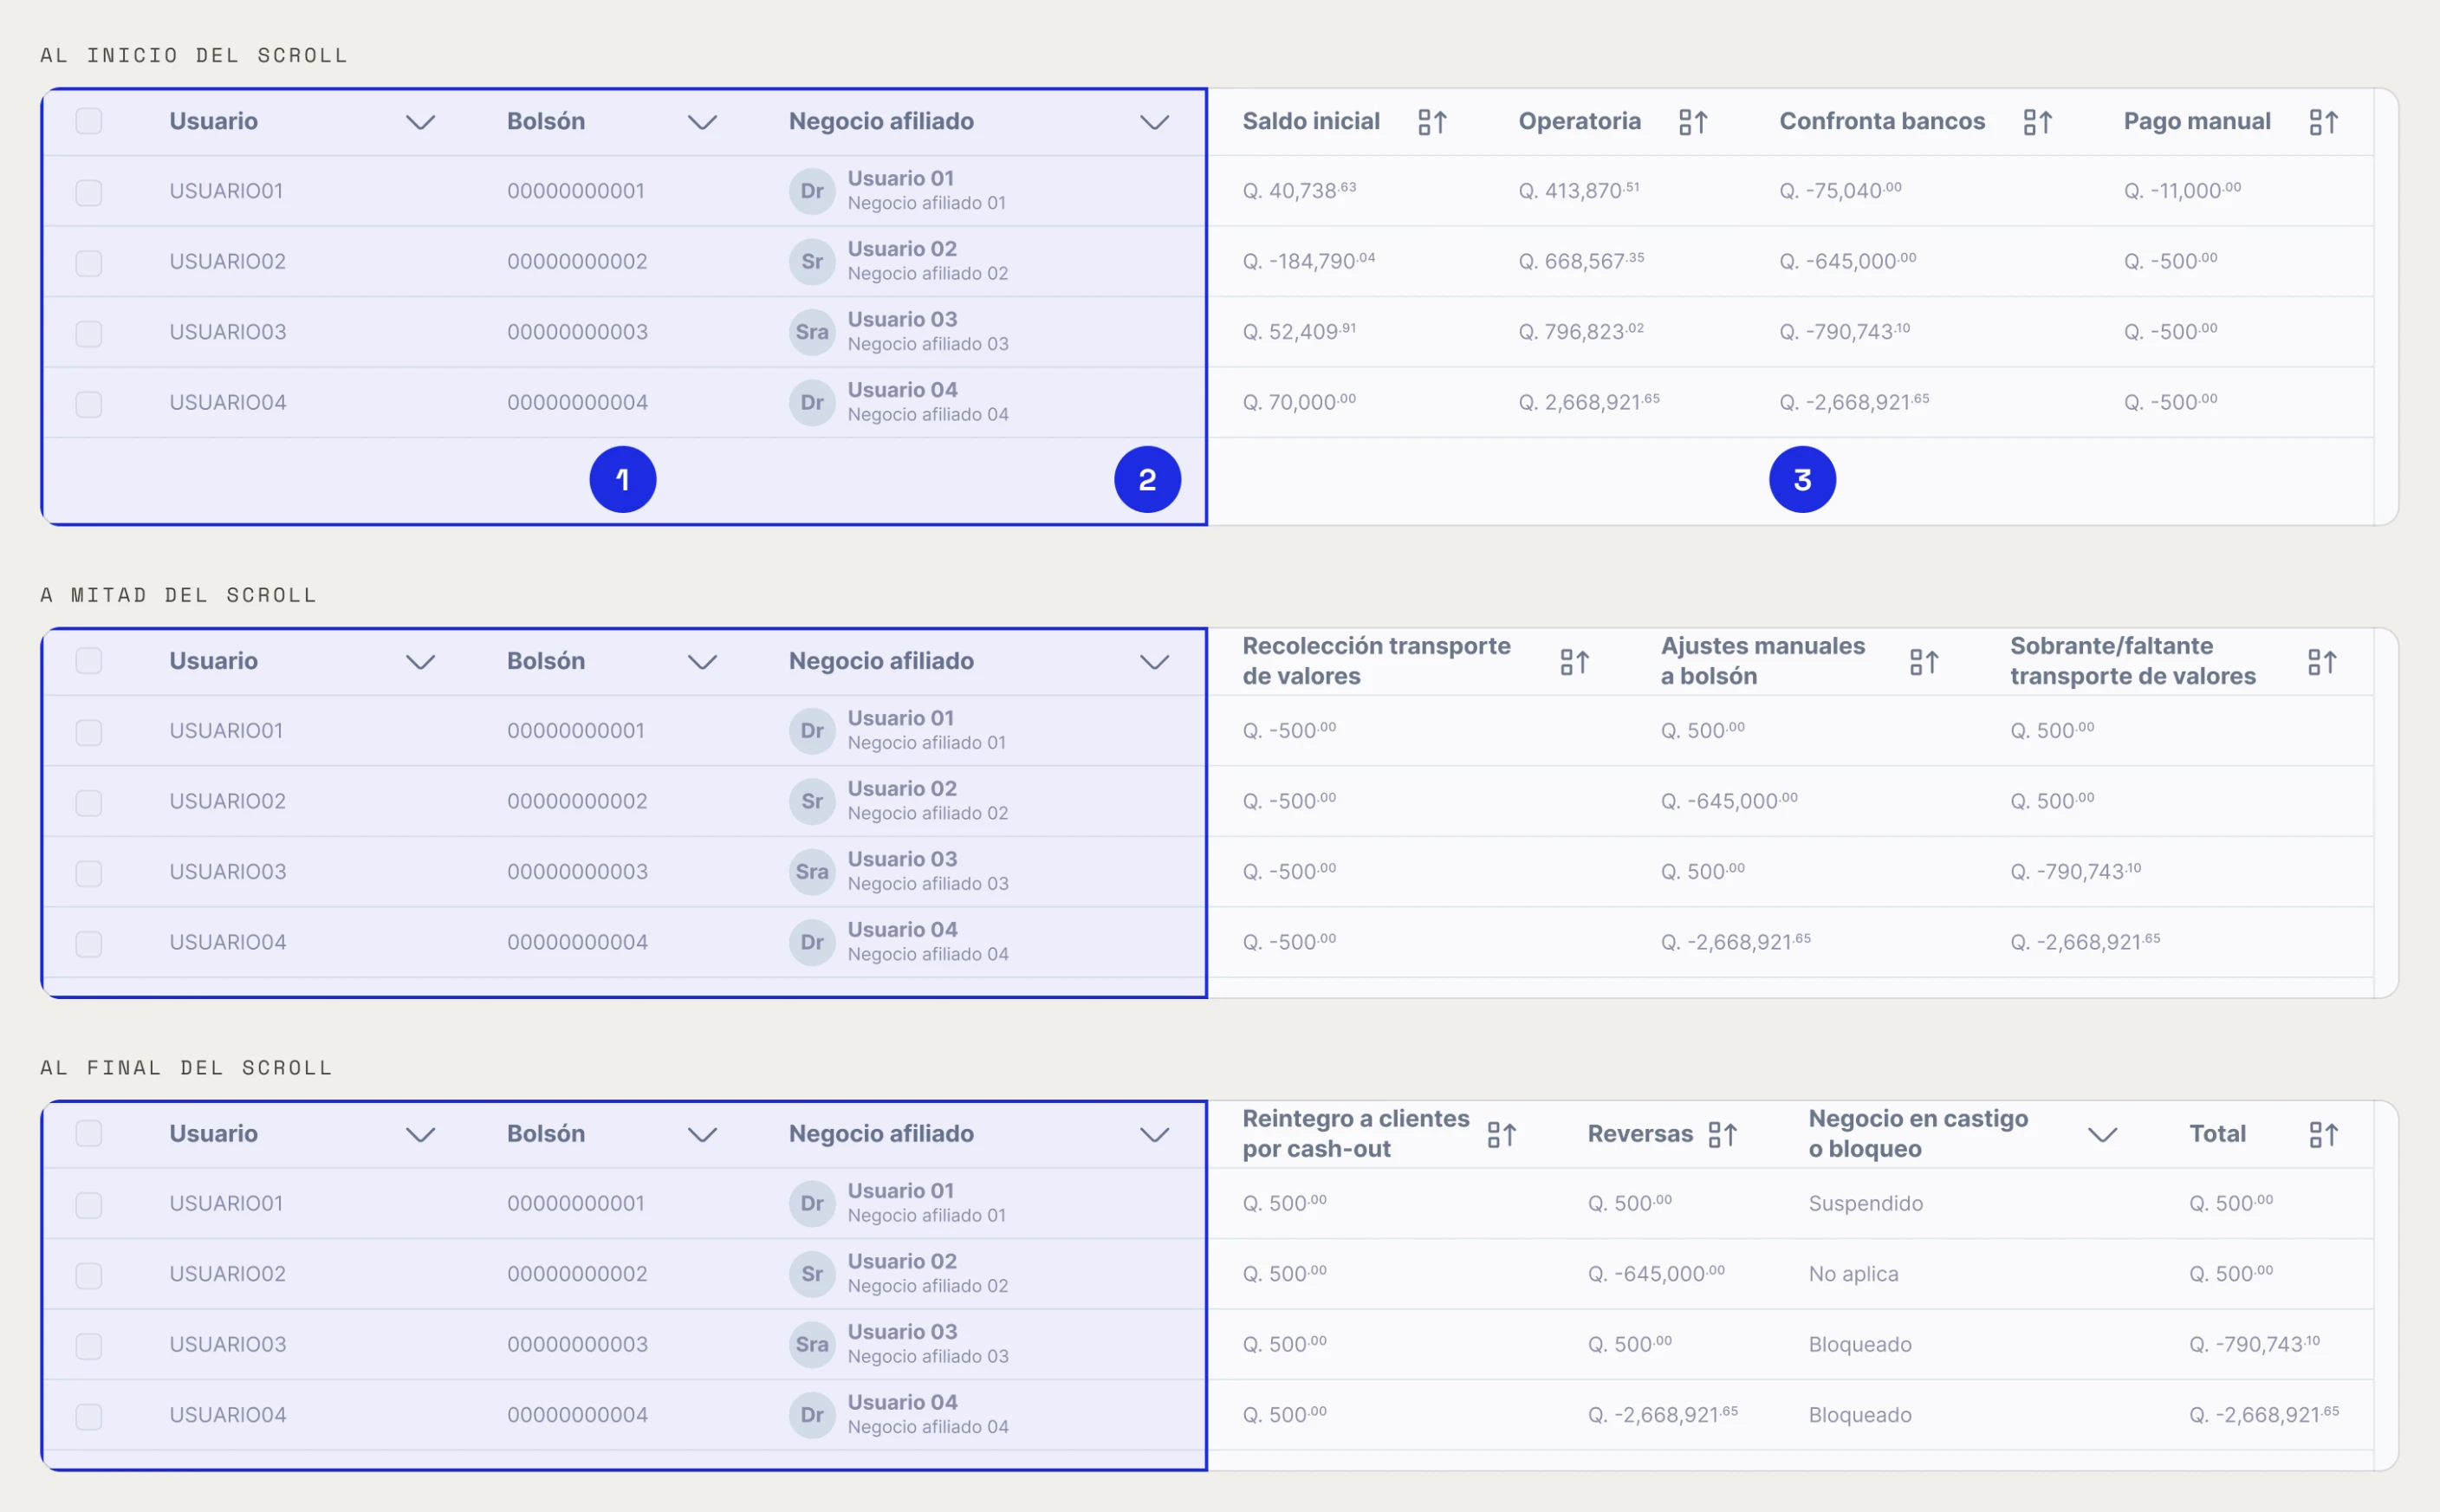 AL INICIO DEL SCROLL
Usuario Bolsón Negocio afiliado Saldo inicial Operatoria Confronta bancos Pago manual
USUARIO01 00000000001 Dr Usuario 01 Negocio afiliado 01 Q. 40,738.63 Q. 413,870.51 Q. -75,040.00 Q. -11,000.00
USUARIO02 00000000002 Sr Usuario 02 Negocio afiliado 02 Q. -184,790.04 Q. 668,567.35 Q. -645,000.00 Q. -500.00
USUARIO03 00000000003 Sra Usuario 03 Negocio afiliado 03 Q. 52,409.91 Q. 796,823.02 Q. -790,743.10 Q. -500.00
USUARIO04 00000000004 Dr Usuario 04 Negocio afiliado 04 Q. 70,000.00 Q. 2,668,921.65 Q. -2,668,921.65 Q. -500.00
1 2 3
A MITAD DEL SCROLL
Usuario Bolsón Negocio afiliado Recolección transporte de valores Ajustes manuales a bolsón Sobrante/faltante transporte de valores
USUARIO01 00000000001 Dr Usuario 01 Negocio afiliado 01 Q. -500.00 Q. 500.00 Q. 500.00
USUARIO02 00000000002 Sr Usuario 02 Negocio afiliado 02 Q. -500.00 Q. -645,000.00 Q. 500.00
USUARIO03 00000000003 Sra Usuario 03 Negocio afiliado 03 Q. -500.00 Q. 500.00 Q. -790,743.10
USUARIO04 00000000004 Dr Usuario 04 Negocio afiliado 04 Q. -500.00 Q. -2,668,921.65 Q. -2,668,921.65
AL FINAL DEL SCROLL
Usuario Bolsón Negocio afiliado Reintegro a clientes por cash-out Reversas Negocio en castigo o bloqueo Total
USUARIO01 00000000001 Dr Usuario 01 Negocio afiliado 01 Q. 500.00 Q. 500.00 Suspendido Q. 500.00
USUARIO02 00000000002 Sr Usuario 02 Negocio afiliado 02 Q. 500.00 Q. -645,000.00 No aplica Q. 500.00
USUARIO03 00000000003 Sra Usuario 03 Negocio afiliado 03 Q. 500.00 Q. 500.00 Bloqueado Q. -790,743.10
USUARIO04 00000000004 Dr Usuario 04 Negocio afiliado 04 Q. 500.00 Q. -2,668,921.65 Bloqueado Q. -2,668,921.65